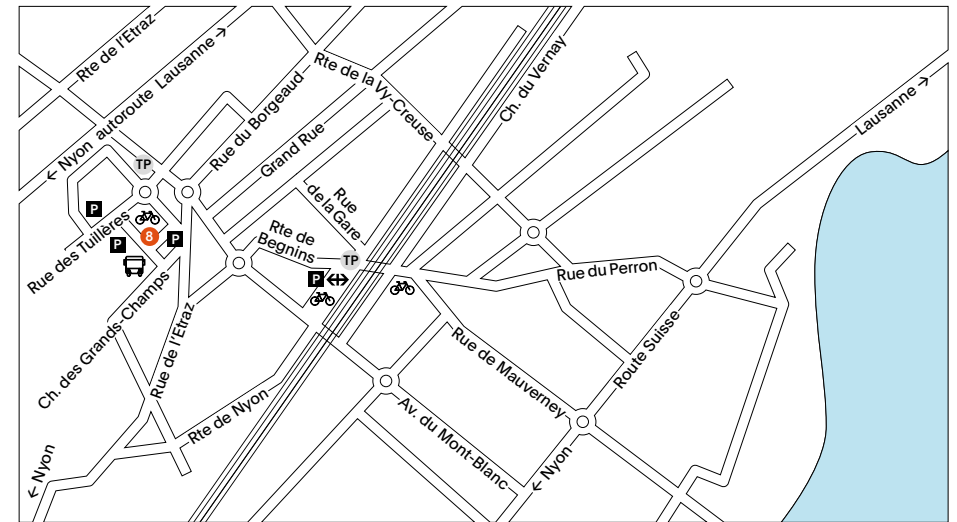 Rte de l'Etraz
← Nyon autoroute Lausanne →
Rue du Borgeaud
Rte de la Vy-Creuse
Ch. du Vernay
Lausanne →
Grand Rue
TP
P
Rue des Tuillères
8
P
P
Rue
de la Gare
Rte de
Begnins
TP
P
Rue du Perron
Ch. des Grands-Champs
Rue de l'Etraz
Route Suisse
Rue de Mauverney
Rte de Nyon
Av. du Mont-Blanc
← Nyon
← Nyon